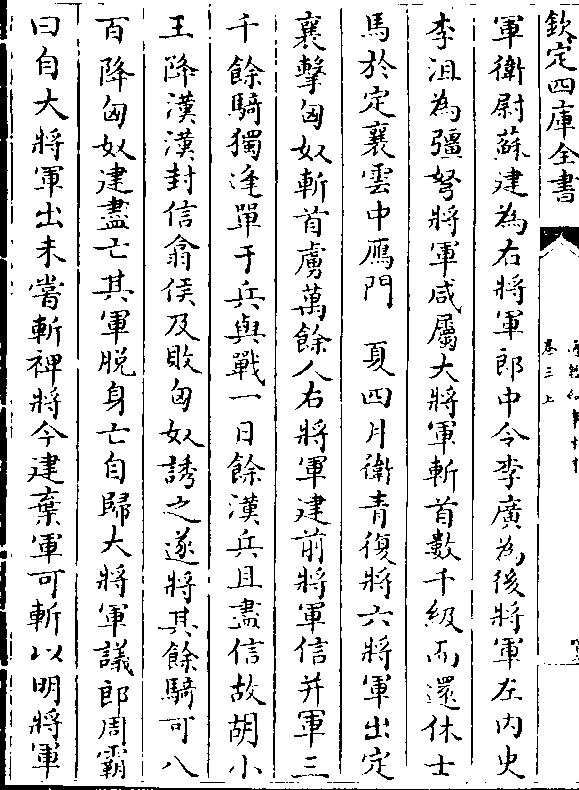 欽定四庫全書
卷三上
軍衛尉蘇建為右將軍郎中令李廣為後將軍左內史
李沮為彊弩將軍咸屬大將軍斬首數千級而還休士
馬於定襄雲中雁門　夏四月衛青復將六將軍出定
襄擊匈奴斬首虜萬餘人右將軍建前將軍信并軍三
千餘騎獨逢單于兵與戰一日餘漢兵且盡信故胡小
王降漢漢封信翕侯及敗匈奴誘之遂將其餘騎可八
百降匈奴建盡亡其軍脫身亡自歸大將軍議郎周霸
曰自大將軍出未嘗斬裨將今建棄軍可斬以明將軍